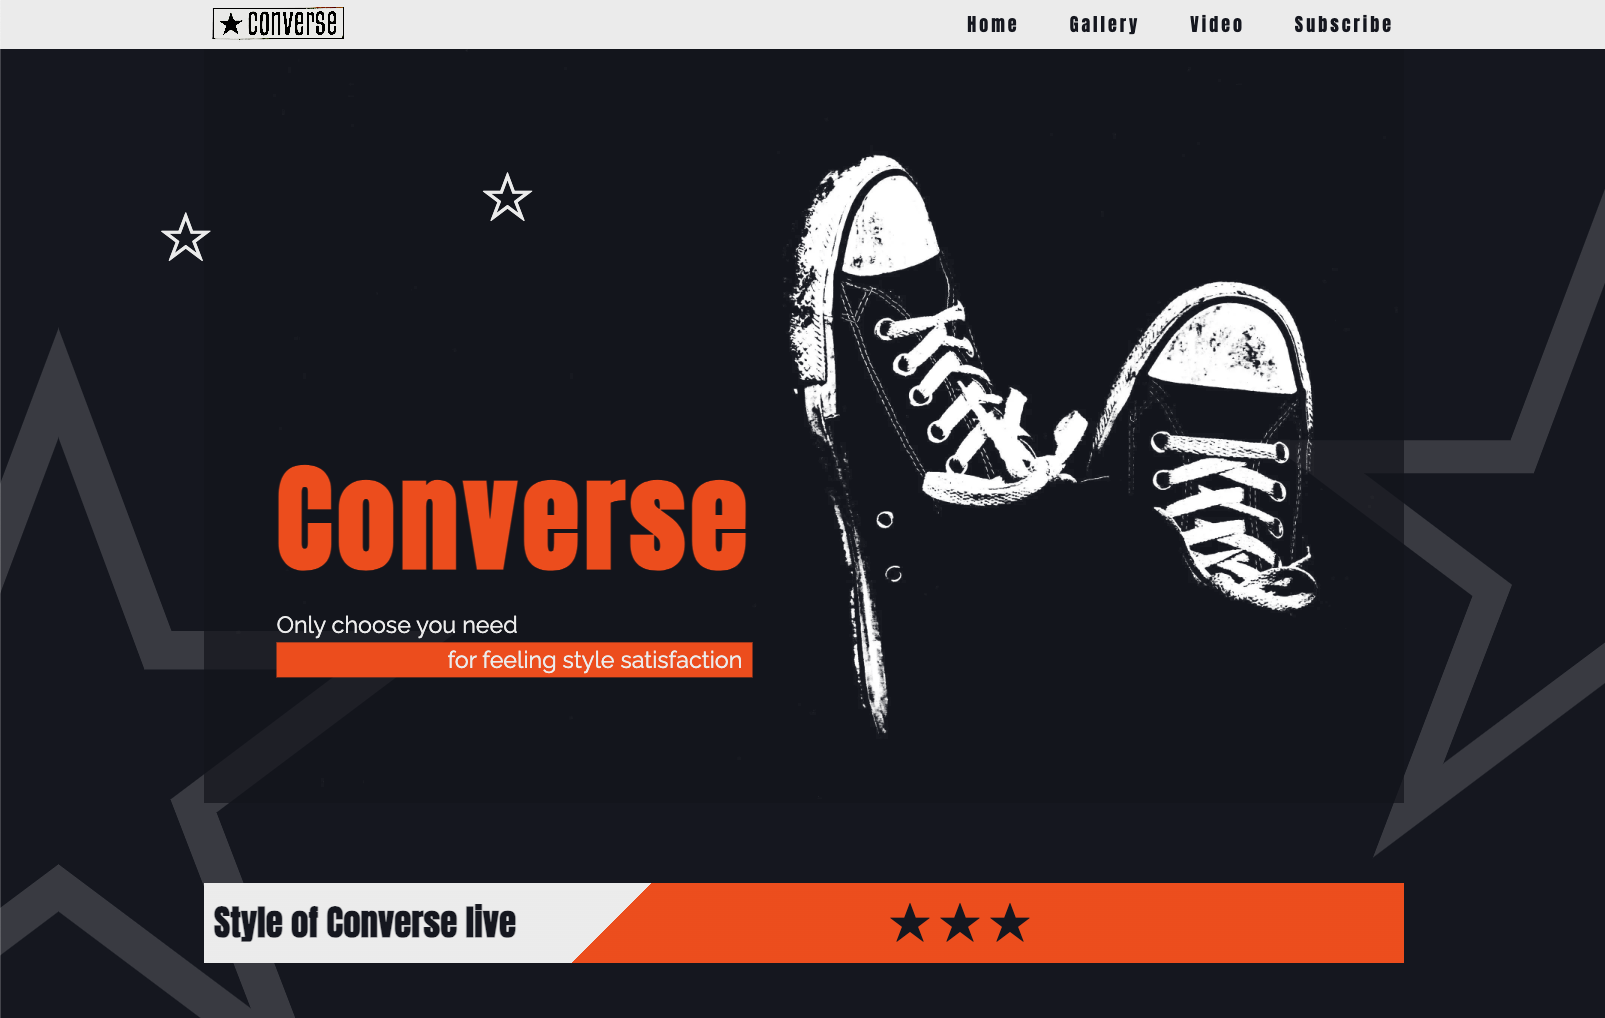 converse
Home Gallery Video Subscribe
Converse
Only choose you need
for feeling style satisfaction
Style of Converse live